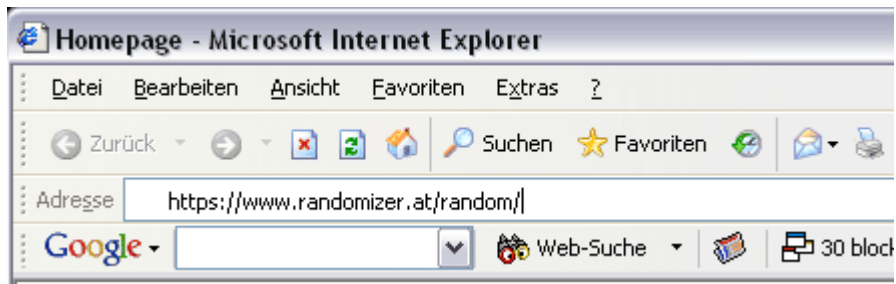 Homepage - Microsoft Internet Explorer
Datei Bearbeiten Ansicht Favoriten Extras ?
Zurück Suchen Favoriten
Adresse https://www.randomizer.at/random/
Google Web-Suche 30 block